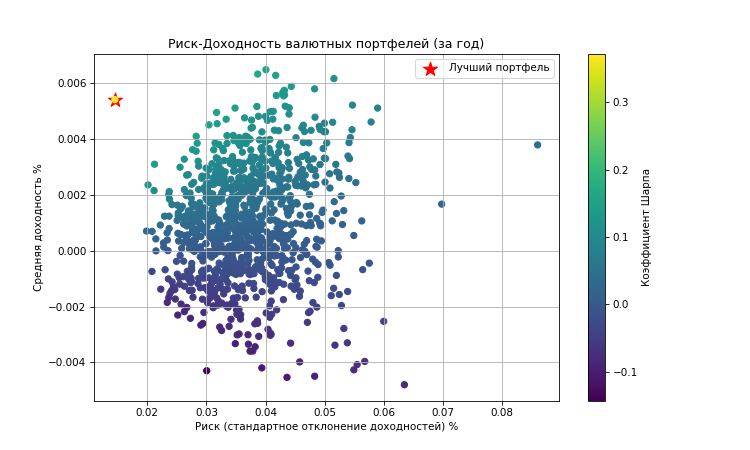 Риск-Доходность валютных портфелей (за год)
Лучший портфель
0.006
0.004
0.002
0.000
−0.002
−0.004
Средняя доходность %
0.02 0.03 0.04 0.05 0.06 0.07 0.08
Риск (стандартное отклонение доходностей) %
0.3
0.2
0.1
0.0
−0.1
Коэффициент Шарпа